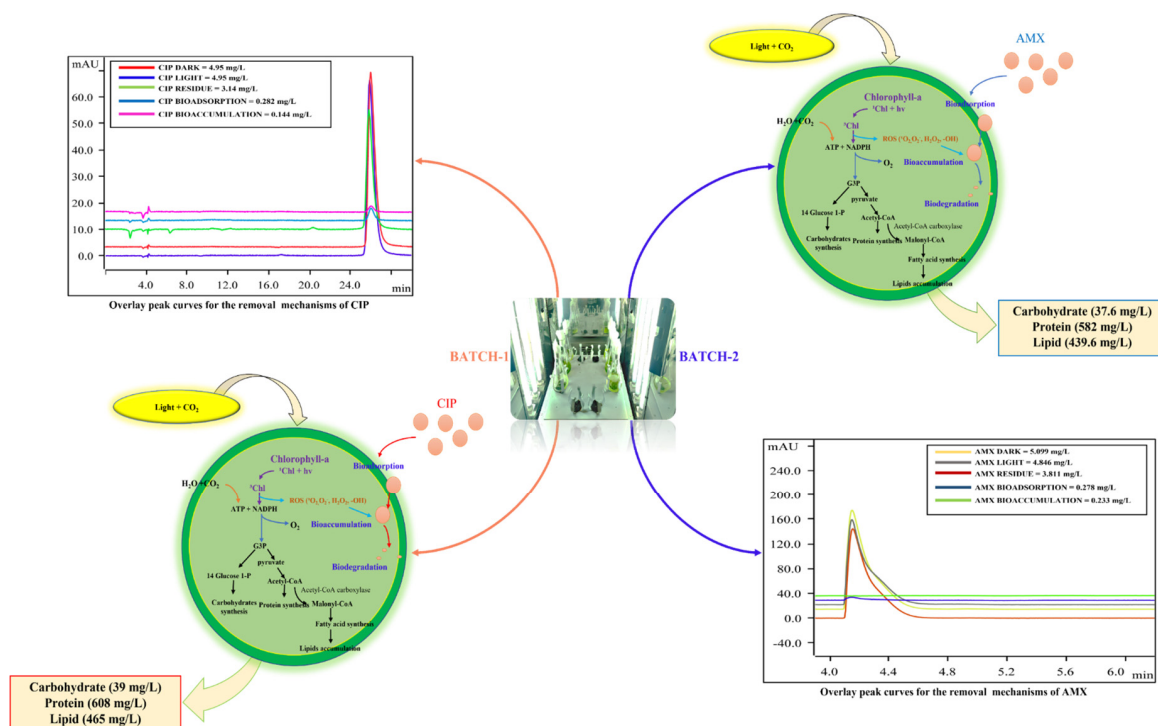 mAU
CIP DARK = 4.95 mg/L
CIP LIGHT = 4.95 mg/L
CIP RESIDUE = 3.14 mg/L
CIP BIOADSORPTION = 0.282 mg/L
CIP BIOACCUMULATION = 0.144 mg/L
60.0
50.0
40.0
30.0
20.0
10.0
0.0
4.0 8.0 12.0 16.0 20.0 24.0 min
Overlay peak curves for the removal mechanisms of CIP
Light + CO₂
AMX
Chlorophyll-a
¹Chl + hv
Bioadsorption
H₂O +CO₂
³Chl
ATP + NADPH
Bioaccumulation
O₂
G3P
pyruvate
Biodegradation
14 Glucose 1-P
Acetyl-CoA
Acetyl-CoA carboxylase
Carbohydrates synthesis
Protein synthesis
Malonyl-CoA
Fatty acid synthesis
Lipids accumulation
Carbohydrate (37.6 mg/L)
Protein (582 mg/L)
Lipid (439.6 mg/L)
BATCH-1
BATCH-2
Light + CO₂
CIP
Chlorophyll-a
¹Chl + hv
Bioadsorption
H₂O +CO₂
³Chl
ATP + NADPH
Bioaccumulation
O₂
G3P
pyruvate
Biodegradation
14 Glucose 1-P
Acetyl-CoA
Acetyl-CoA carboxylase
Carbohydrates
synthesis
Protein synthesis
Malonyl-CoA
Fatty acid synthesis
Lipids accumulation
Carbohydrate (39 mg/L)
Protein (608 mg/L)
Lipid (465 mg/L)
mAU
AMX DARK = 5.099 mg/L
AMX LIGHT = 4.846 mg/L
AMX RESIDUE = 3.811 mg/L
AMX BIOADSORPTION = 0.278 mg/L
AMX BIOACCUMULATION = 0.233 mg/L
240.0
200.0
160.0
120.0
80.0
40.0
0.0
-40.0
4.0 4.4 4.8 5.2 5.6 6.0 min
Overlay peak curves for the removal mechanisms of AMX